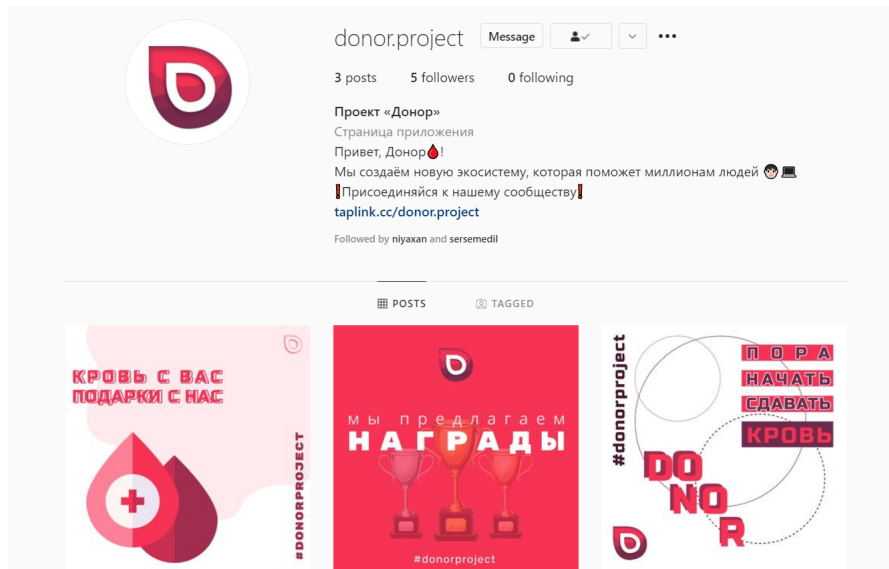 donor.project Message
3 posts 5 followers 0 following
Проект «Донор»
Страница приложения
Привет, Донор🩸!
Мы создаём новую экосистему, которая поможет миллионам людей 🧑🏻💻
❗Присоединяйся к нашему сообществу❗
taplink.cc/donor.project
Followed by niyaxan and sersemedil
POSTS TAGGED
КРОВЬ С ВАС
ПОДАРКИ С НАС
#DONORPROJECT
мы предлагаем
НАГРАДЫ
#donorproject
#donorproject
ПОРА
НАЧАТЬ
СДАВАТЬ
КРОВЬ
DO
NO
R